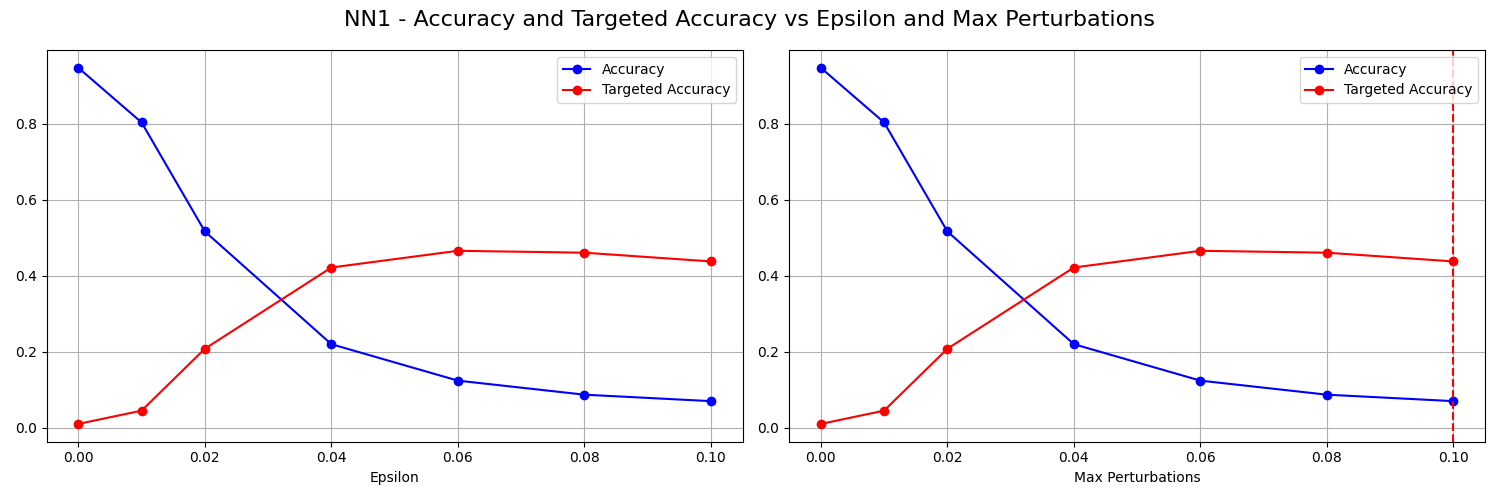 NN1 - Accuracy and Targeted Accuracy vs Epsilon and Max Perturbations
Accuracy
Targeted Accuracy
0.8
0.6
0.4
0.2
0.0
0.00 0.02 0.04 0.06 0.08 0.10
Epsilon
Accuracy
Targeted Accuracy
0.8
0.6
0.4
0.2
0.0
0.00 0.02 0.04 0.06 0.08 0.10
Max Perturbations